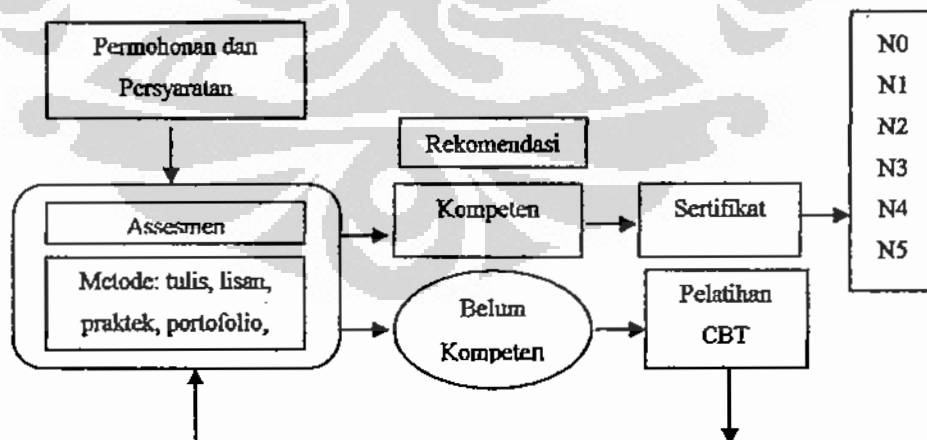 Permohonan dan
Persyaratan
Rekomendasi
Assesmen
Metode: tulis, lisan,
praktek, portofolio,
Kompeten
Sertifikat
Belum
Kompeten
Pelatihan
CBT
N0
N1
N2
N3
N4
N5